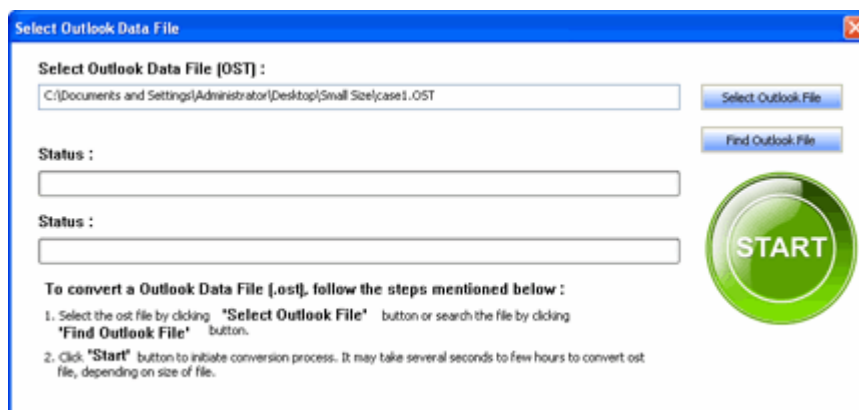 Select Outlook Data File
Select Outlook Data File (OST) :
C:\Documents and Settings\Administrator\Desktop\Small Size\case1.OST
Select Outlook File
Find Outlook File
Status :
Status :
START
To convert a Outlook Data File (.ost), follow the steps mentioned below :
1. Select the ost file by clicking "Select Outlook File" button or search the file by clicking
"Find Outlook File" button.
2. Click "Start" button to initiate conversion process. It may take several seconds to few hours to convert ost
file, depending on size of file.